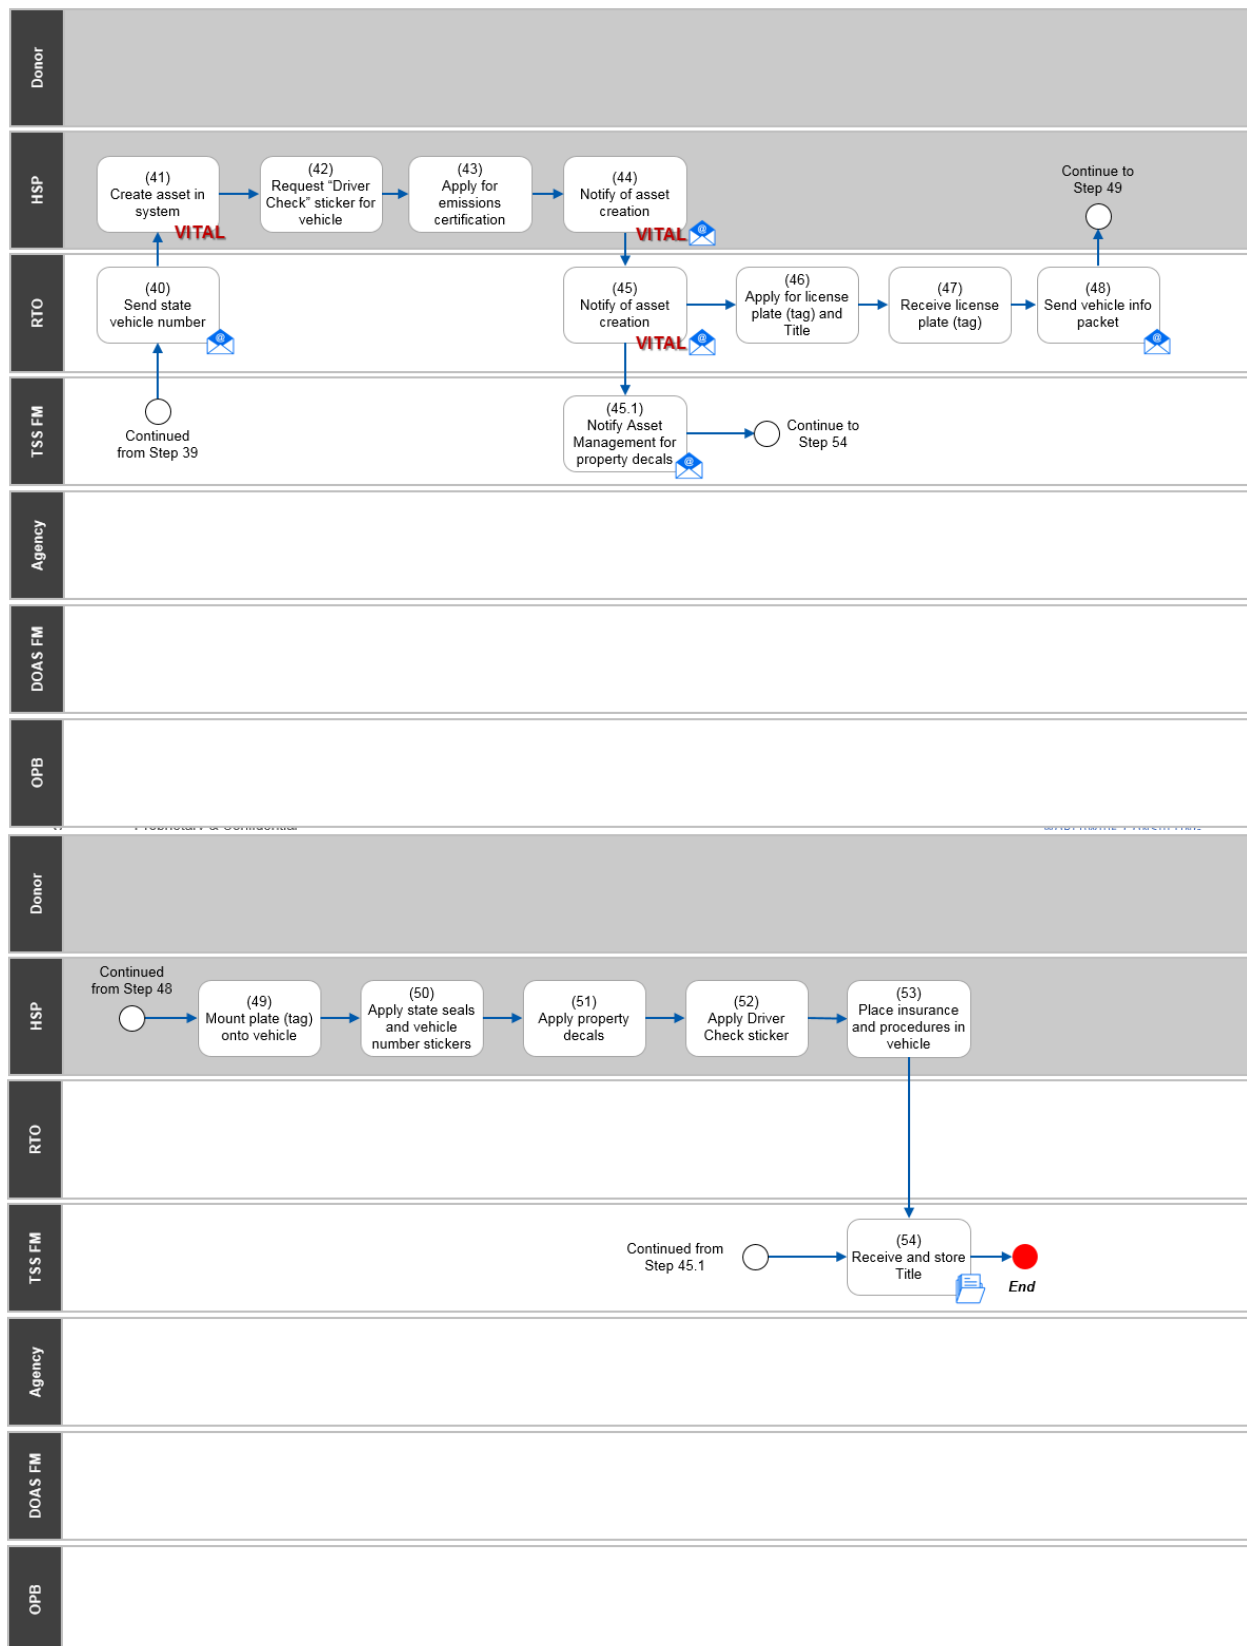 Donor
HSP
(41)
Create asset in
system
VITAL
(42)
Request “Driver
Check” sticker for
vehicle
(43)
Apply for
emissions
certification
(44)
Notify of asset
creation
VITAL
Continue to
Step 49
RTO
(40)
Send state
vehicle number
(45)
Notify of asset
creation
VITAL
(46)
Apply for license
plate (tag) and
Title
(47)
Receive license
plate (tag)
(48)
Send vehicle info
packet
TSS FM
Continued
from Step 39
(45.1)
Notify Asset
Management for
property decals
Continue to
Step 54
Agency
DOAS FM
OPB
Proprietary & Confidential
Donor
HSP
Continued
from Step 48
(49)
Mount plate (tag)
onto vehicle
(50)
Apply state seals
and vehicle
number stickers
(51)
Apply property
decals
(52)
Apply Driver
Check sticker
(53)
Place insurance
and procedures in
vehicle
RTO
TSS FM
Continued from
Step 45.1
(54)
Receive and store
Title
End
Agency
DOAS FM
OPB